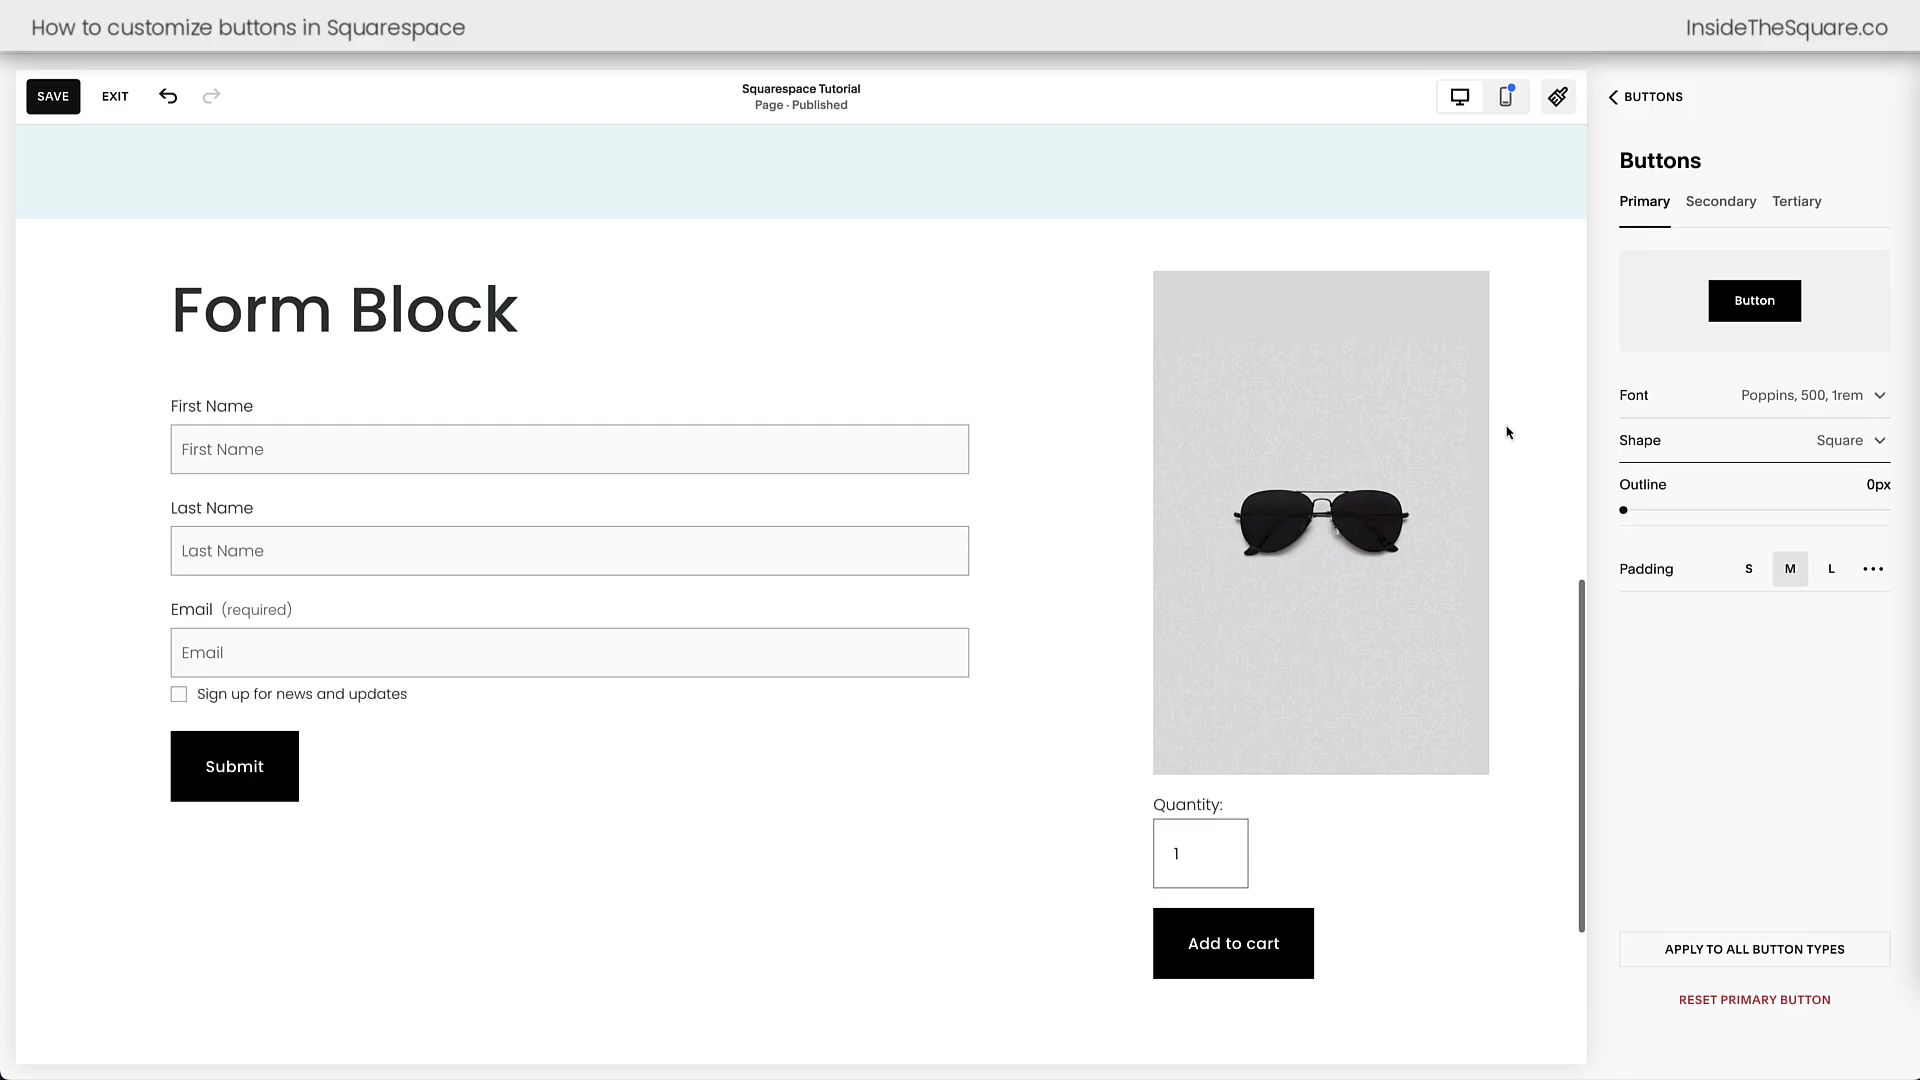 How to customize buttons in Squarespace
InsideTheSquare.co
SAVE
EXIT
Squarespace Tutorial
Page · Published
BUTTONS
Buttons
Primary
Secondary
Tertiary
Button
Font
Poppins, 500, 1rem
Shape
Square
Outline
0px
Padding
S
M
L
Form Block
First Name
First Name
Last Name
Last Name
Email (required)
Email
Sign up for news and updates
Submit
Quantity:
1
Add to cart
APPLY TO ALL BUTTON TYPES
RESET PRIMARY BUTTON